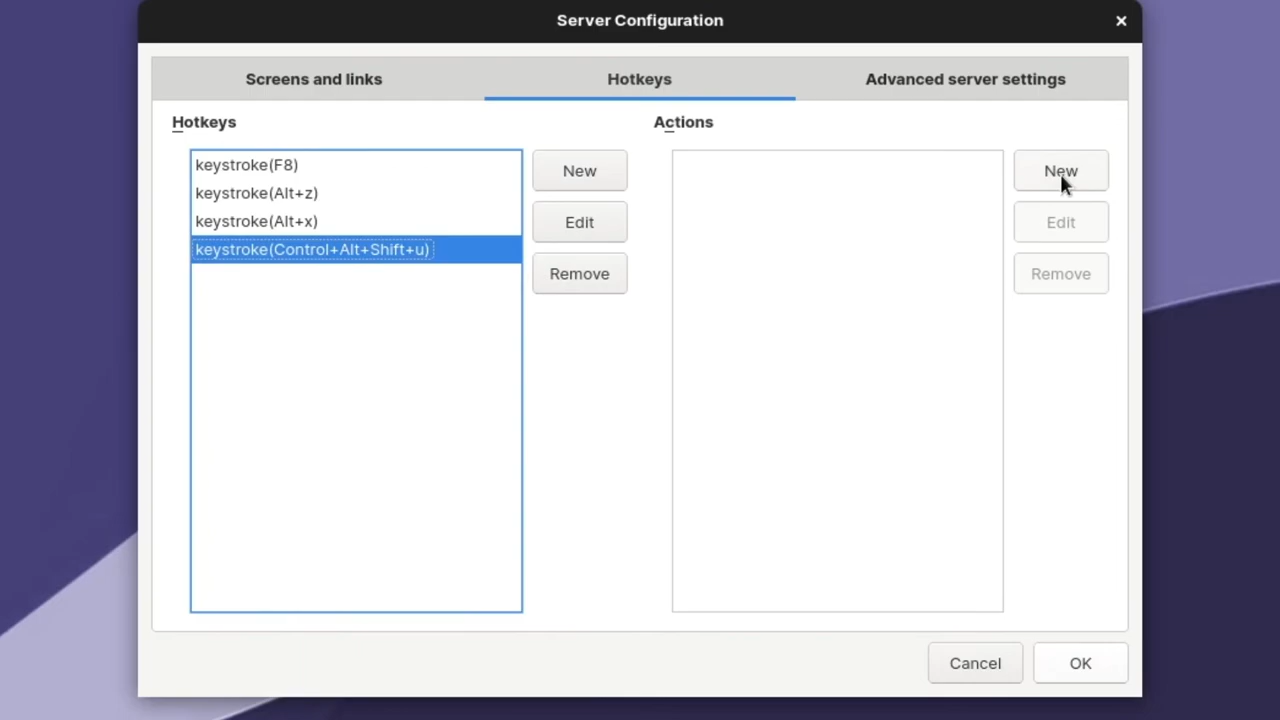 Server Configuration
Screens and links
Hotkeys
Advanced server settings
Hotkeys
keystroke(F8)
keystroke(Alt+z)
keystroke(Alt+x)
keystroke(Control+Alt+Shift+u)
New
Edit
Remove
Actions
New
Edit
Remove
Cancel
OK